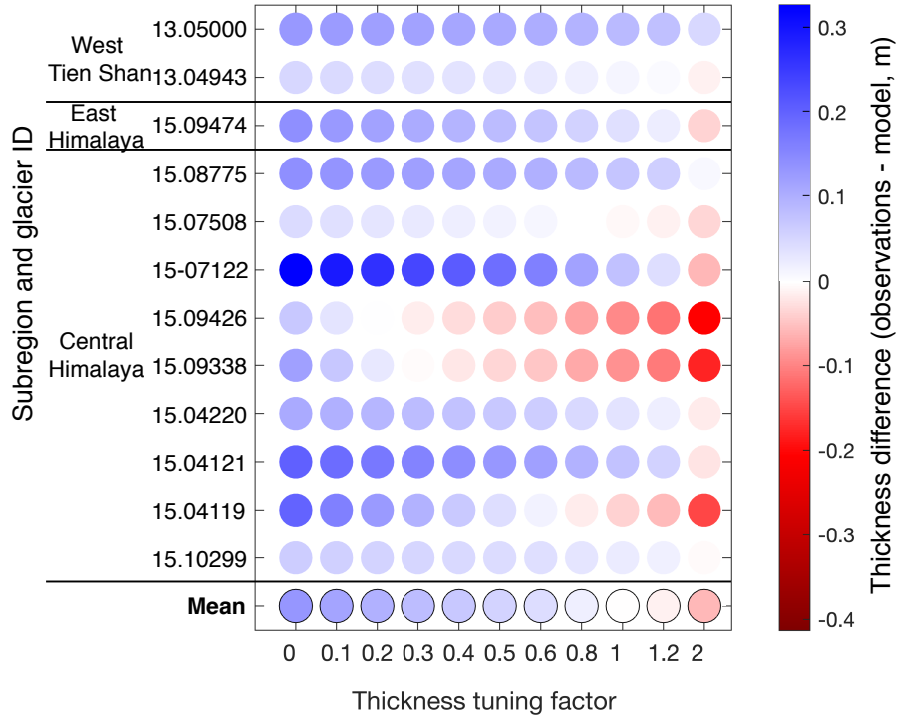 Subregion and glacier ID
West
Tien Shan
East
Himalaya
Central
Himalaya
13.05000
13.04943
15.09474
15.08775
15.07508
15-07122
15.09426
15.09338
15.04220
15.04121
15.04119
15.10299
Mean
0 0.1 0.2 0.3 0.4 0.5 0.6 0.8 1 1.2 2
Thickness tuning factor
0.3
0.2
0.1
0
-0.1
-0.2
-0.3
-0.4
Thickness difference (observations - model, m)